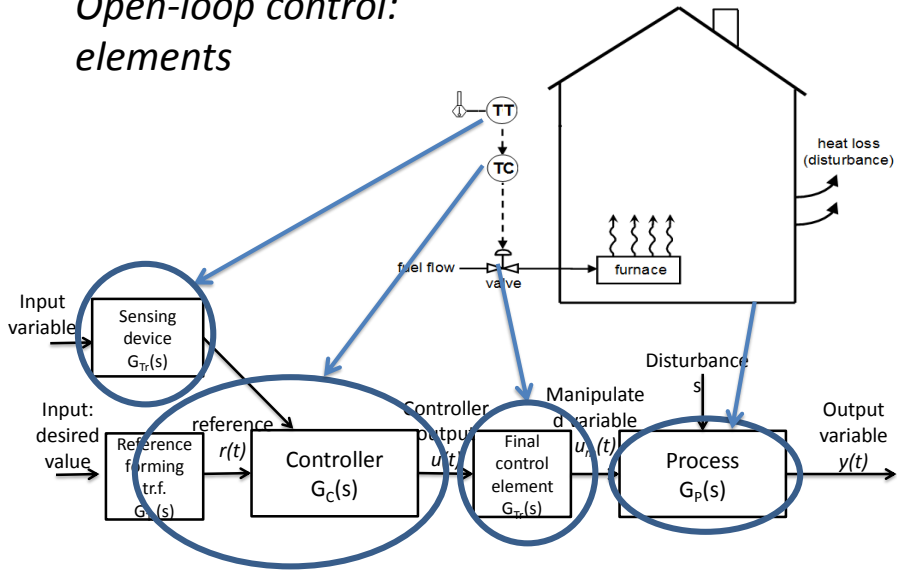 Open-loop control:
elements
TT
TC
heat loss
(disturbance)
fuel flow
valve
furnace
Input
variable
Sensing
device
G_Tr(s)
Disturbance
s
Input:
desired
value
Reference
forming
tr.f.
(s)
reference
r(t)
Controller
G_C(s)
Controller
output
u(t)
Final
control
element
G_Tr(s)
Manipulate
d variable
(t)
Process
G_P(s)
Output
variable
y(t)